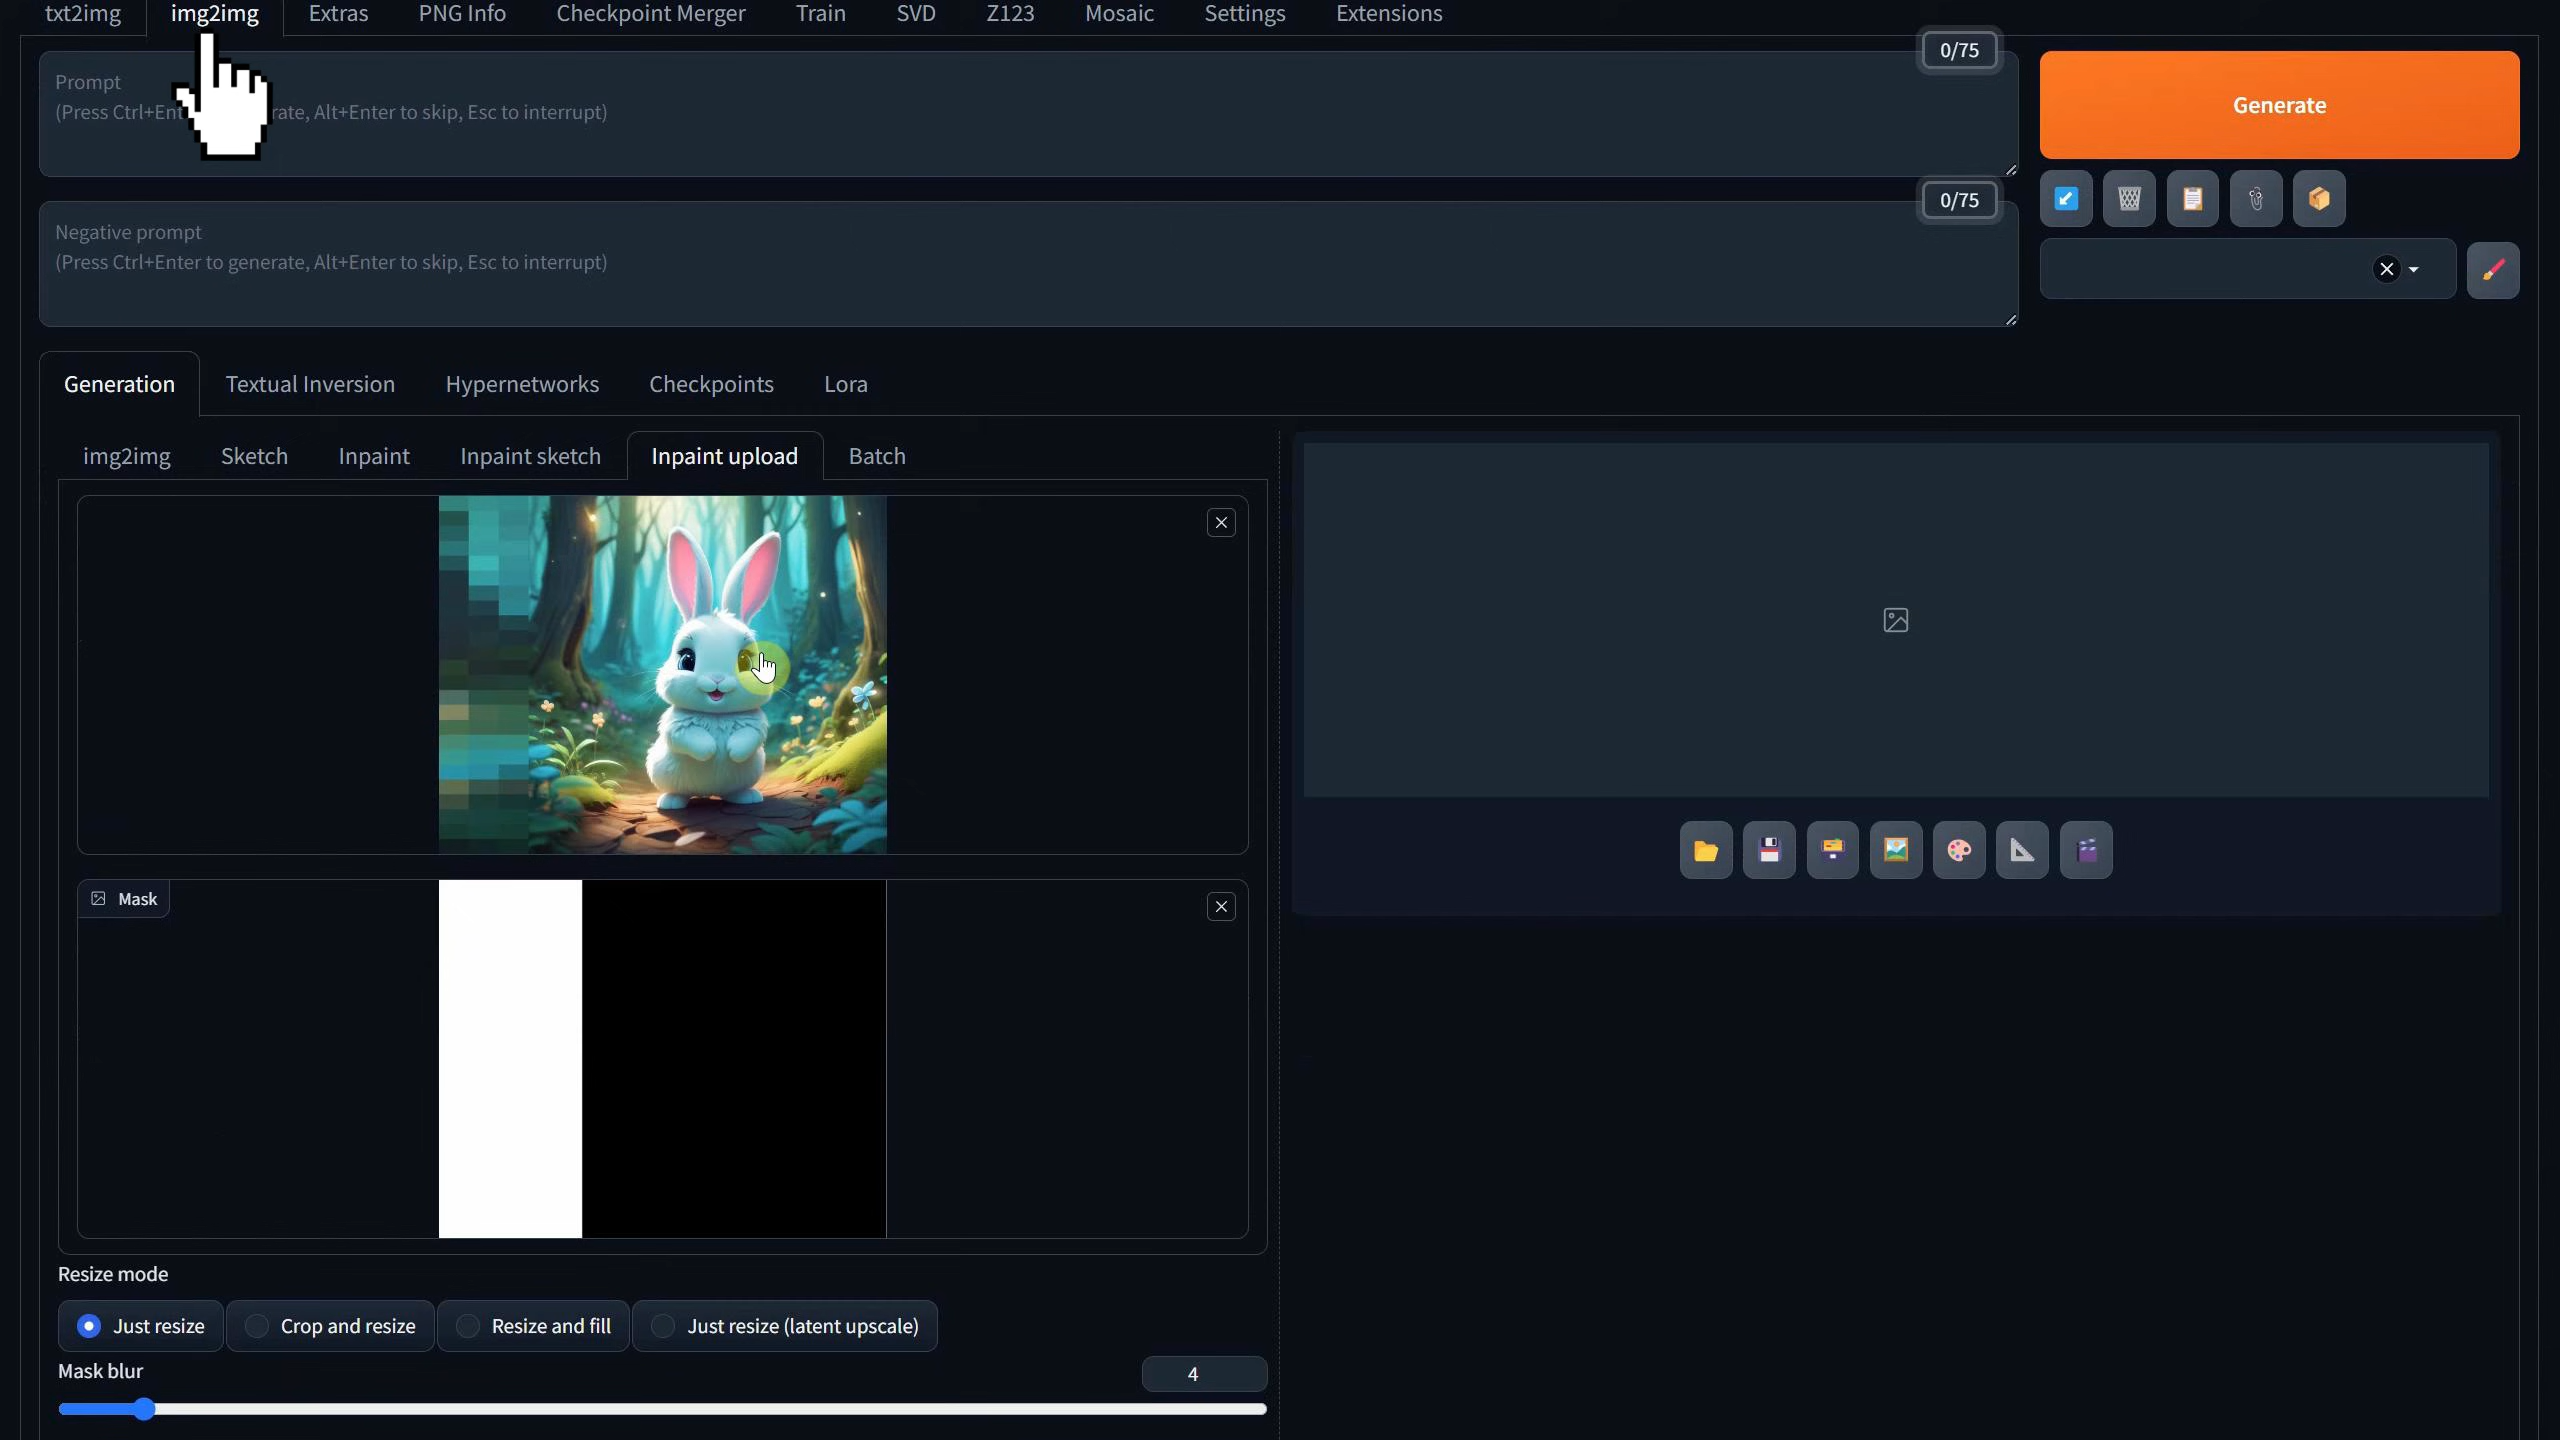 txt2img img2img Extras PNG Info Checkpoint Merger Train SVD Z123 Mosaic Settings Extensions
0/75
Prompt
(Press Ctrl+Ent rate, Alt+Enter to skip, Esc to interrupt)
Generate
0/75
Negative prompt
(Press Ctrl+Enter to generate, Alt+Enter to skip, Esc to interrupt)
Generation Textual Inversion Hypernetworks Checkpoints Lora
img2img Sketch Inpaint Inpaint sketch Inpaint upload Batch
Mask
Resize mode
Just resize Crop and resize Resize and fill Just resize (latent upscale)
Mask blur
4